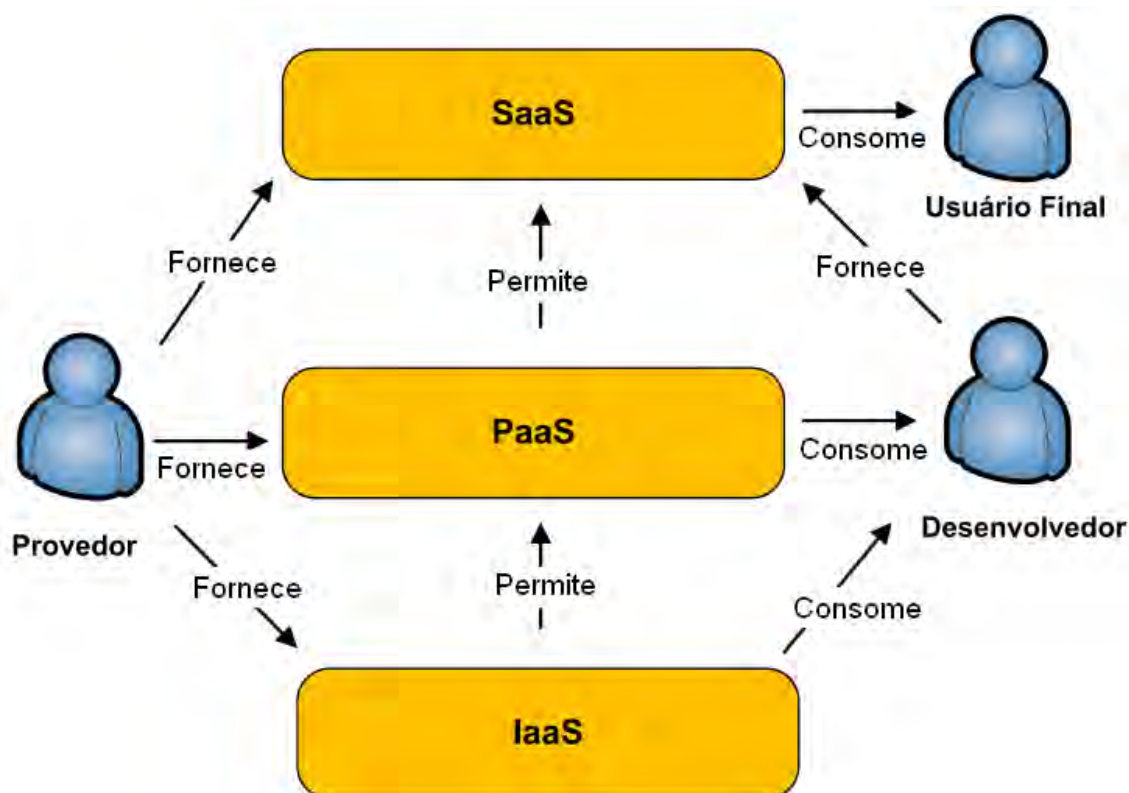 SaaS
Consome
Usuário Final
Fornece
Permite
Fornece
Provedor
Fornece
PaaS
Consome
Desenvolvedor
Fornece
Permite
Consome
IaaS